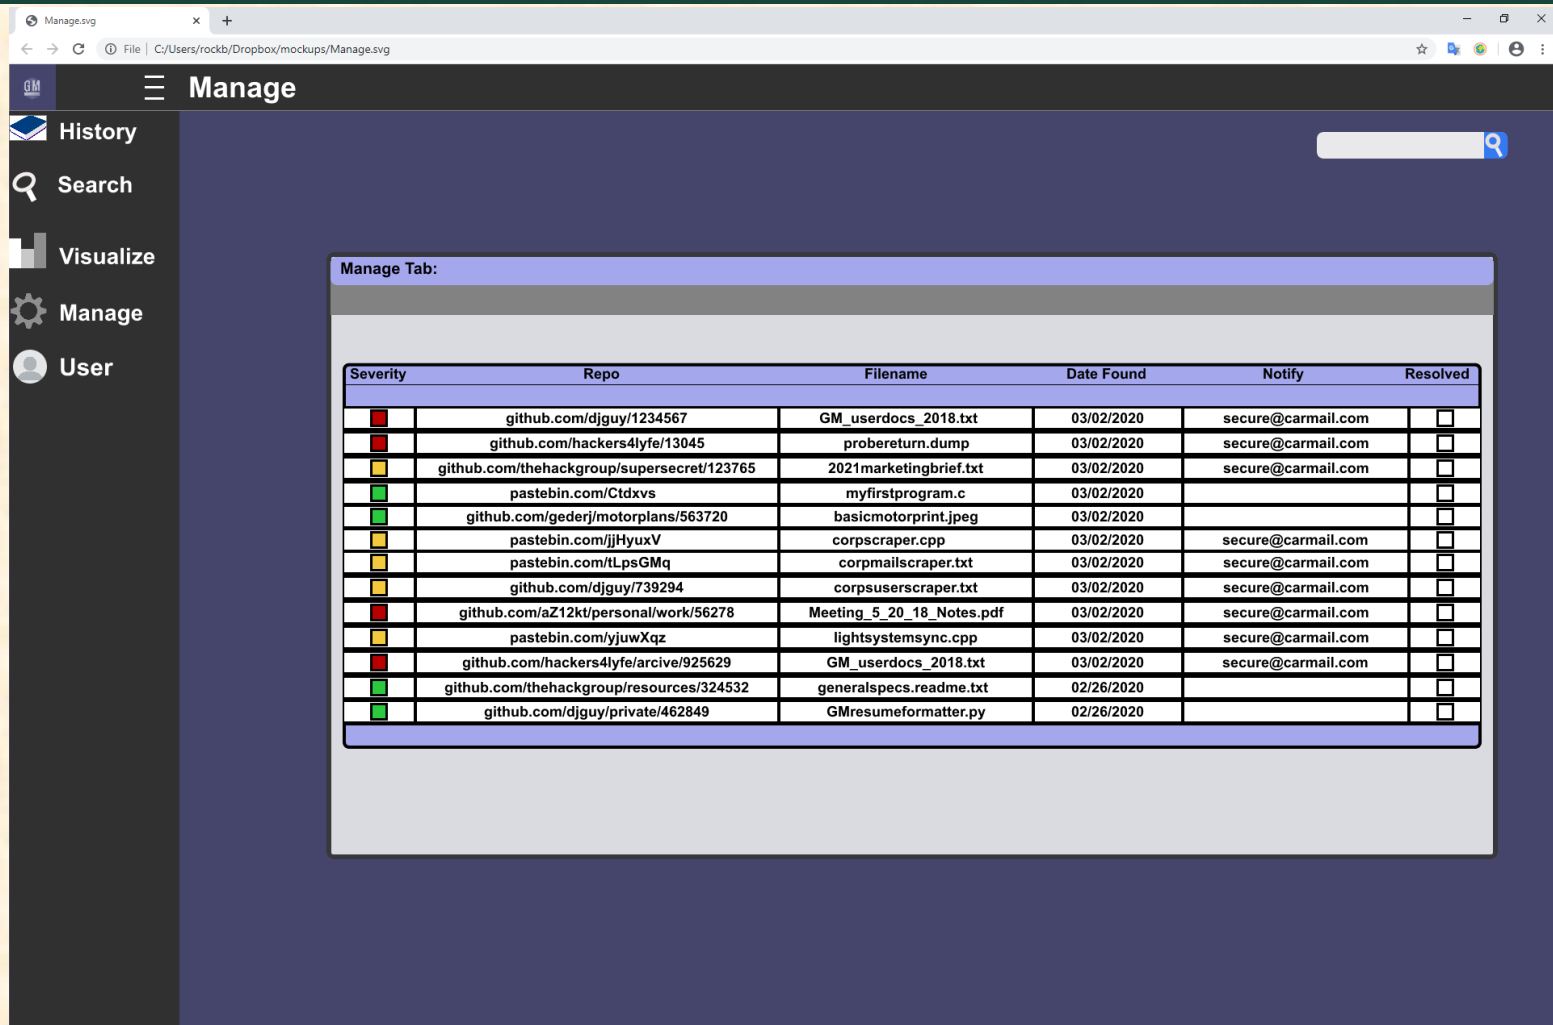 Manage.svg
File C:/Users/rockb/Dropbox/mockups/Manage.svg
GM Manage
History
Search
Visualize
Manage
User
Manage Tab:
Severity Repo Filename Date Found Notify Resolved
github.com/djguy/1234567 GM_userdocs_2018.txt 03/02/2020 secure@carmail.com
github.com/hackers4lyfe/13045 probereturn.dump 03/02/2020 secure@carmail.com
github.com/thehackgroup/supersecret/123765 2021marketingbrief.txt 03/02/2020 secure@carmail.com
pastebin.com/Ctdxvs myfirstprogram.c 03/02/2020
github.com/gederj/motorplans/563720 basicmotorprint.jpeg 03/02/2020
pastebin.com/jjHyuxV corpscraper.cpp 03/02/2020 secure@carmail.com
pastebin.com/tLpsGMq corpmailscraper.txt 03/02/2020 secure@carmail.com
github.com/djguy/739294 corpsuserscraper.txt 03/02/2020 secure@carmail.com
github.com/aZ12kt/personal/work/56278 Meeting_5_20_18_Notes.pdf 03/02/2020 secure@carmail.com
pastebin.com/yjuwXqz lightsystemsync.cpp 03/02/2020 secure@carmail.com
github.com/hackers4lyfe/arcive/925629 GM_userdocs_2018.txt 03/02/2020 secure@carmail.com
github.com/thehackgroup/resources/324532 generalspecs.readme.txt 02/26/2020
github.com/djguy/private/462849 GMresumeformatter.py 02/26/2020